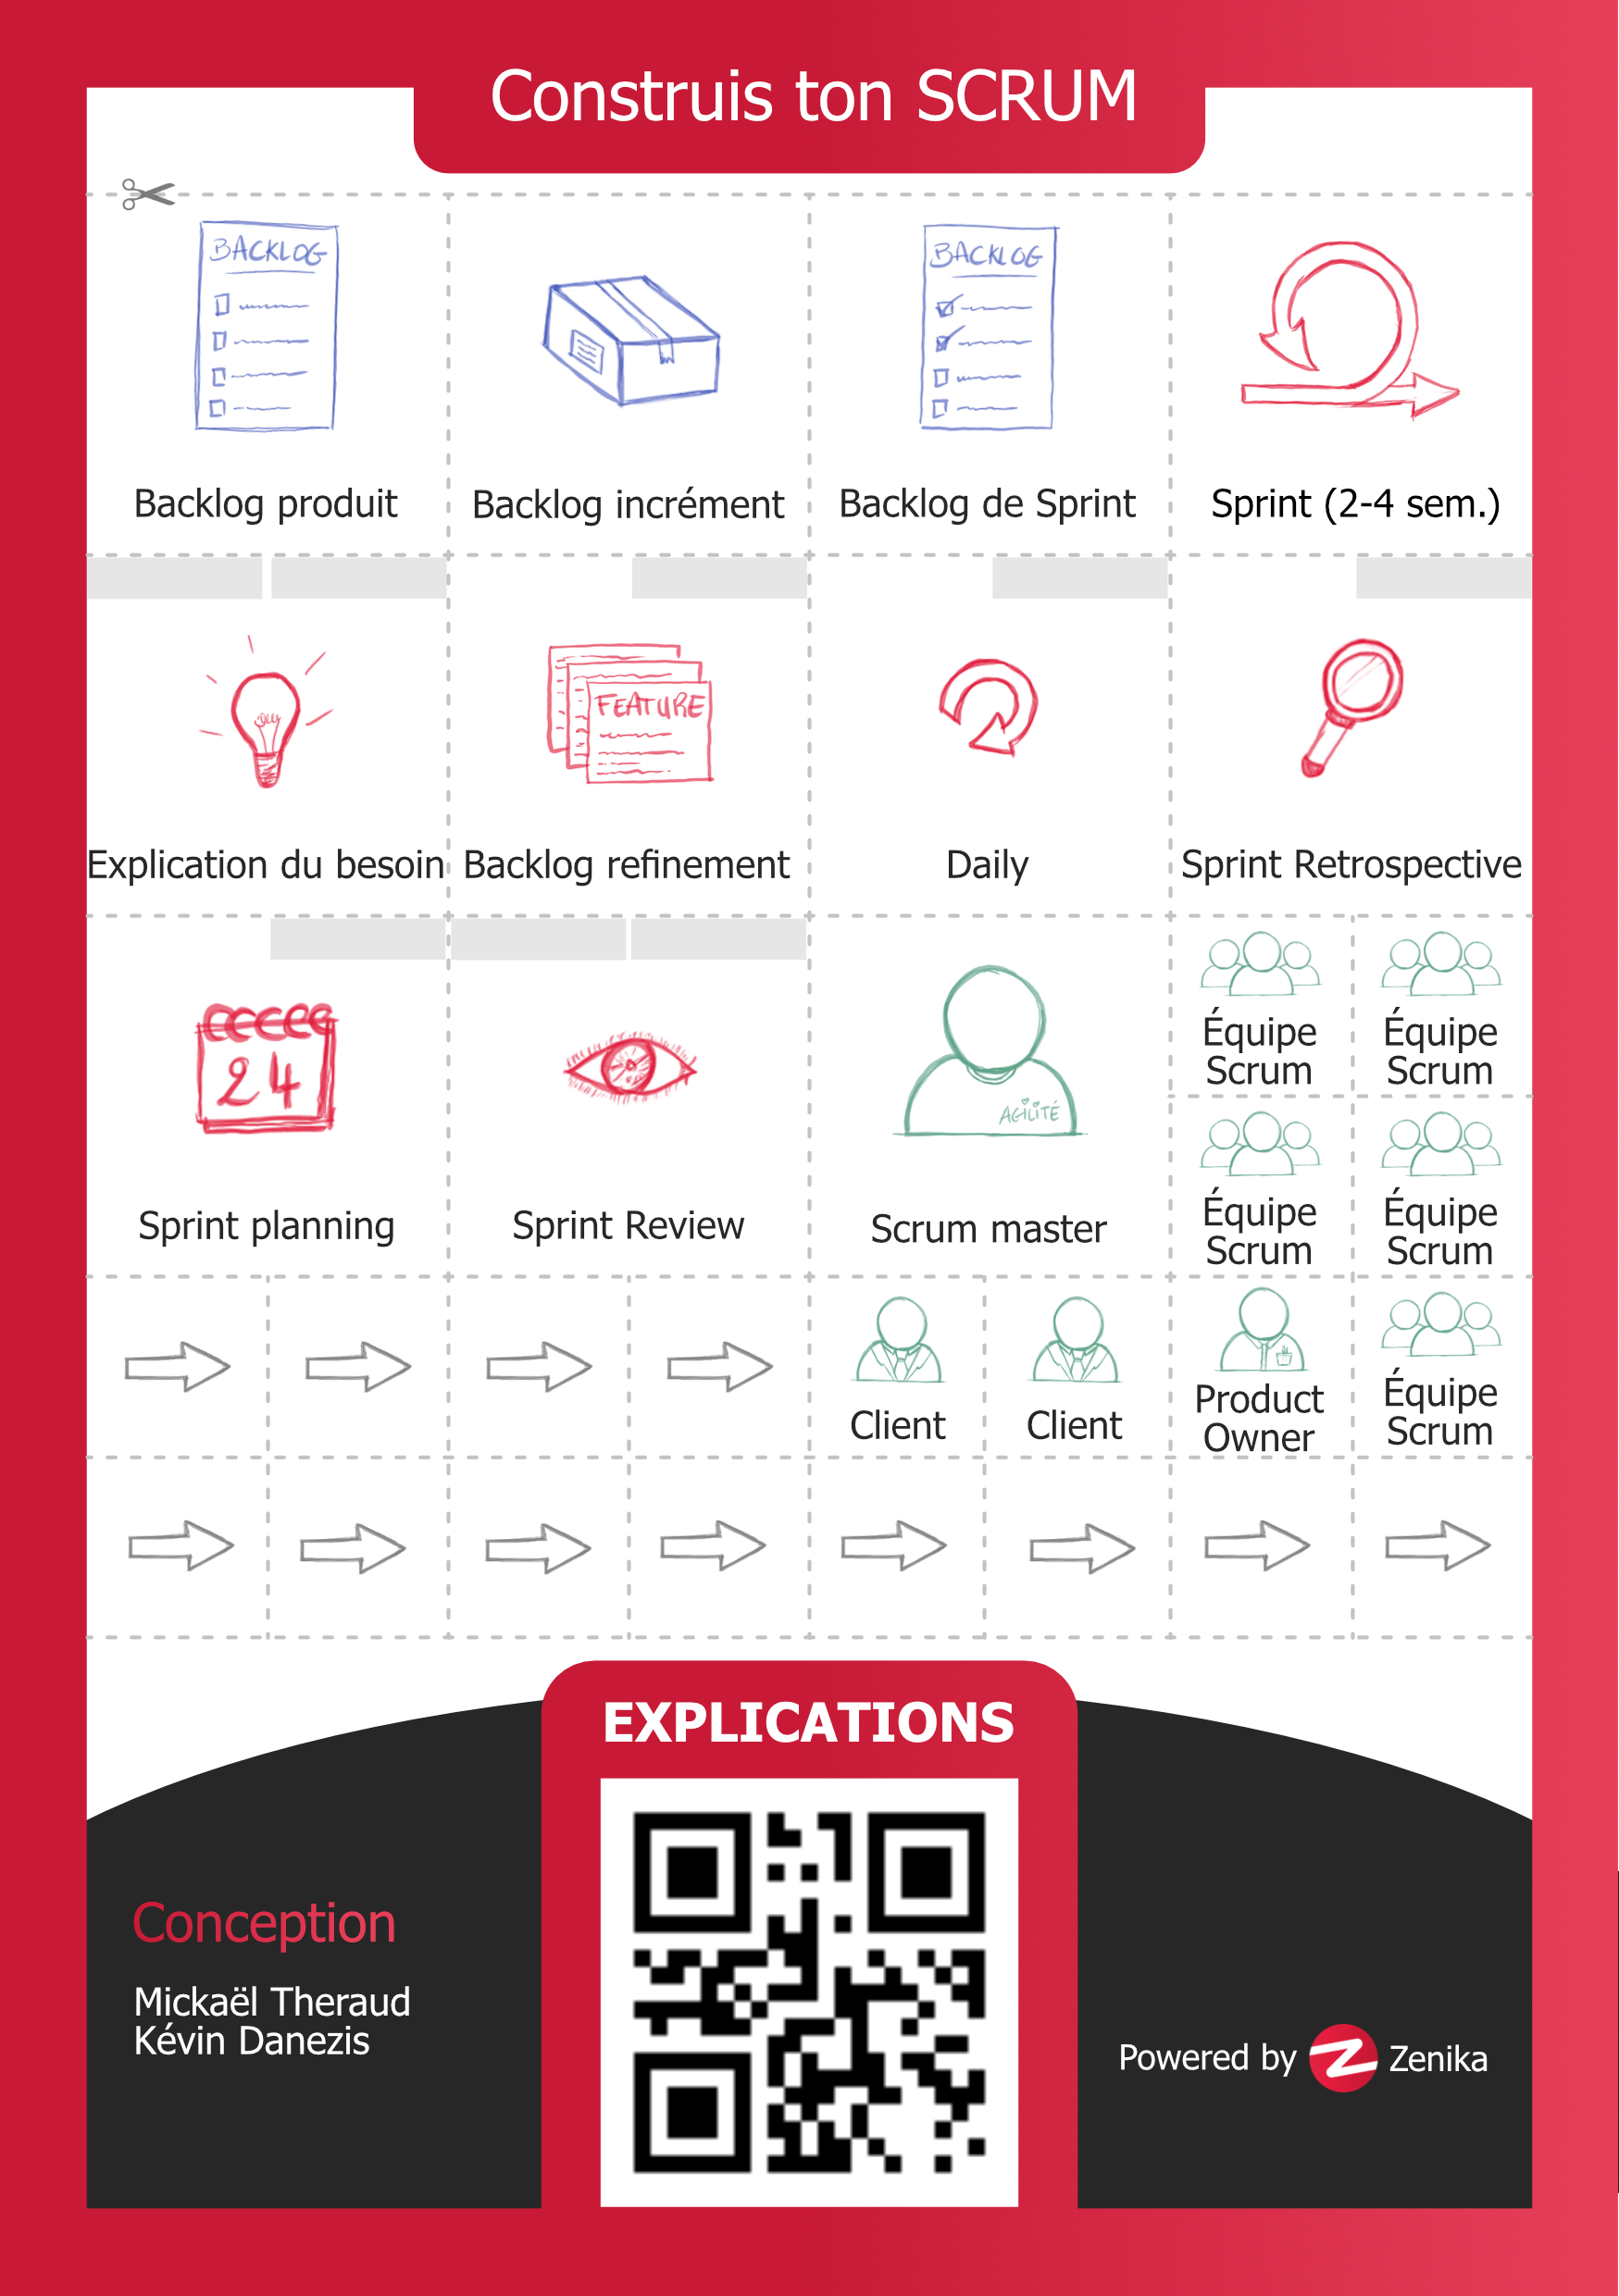 Construis ton SCRUM
BACKLOG
BACKLOG
Backlog produit
Backlog incrément
Backlog de Sprint
Sprint (2-4 sem.)
FEATURE
Explication du besoin
Backlog refinement
Daily
Sprint Retrospective
24
AGILITÉ
Sprint planning
Sprint Review
Scrum master
Équipe
Scrum
Équipe
Scrum
Équipe
Scrum
Équipe
Scrum
Client
Client
Product
Owner
Équipe
Scrum
EXPLICATIONS
Conception
Mickaël Theraud
Kévin Danezis
Powered by Zenika